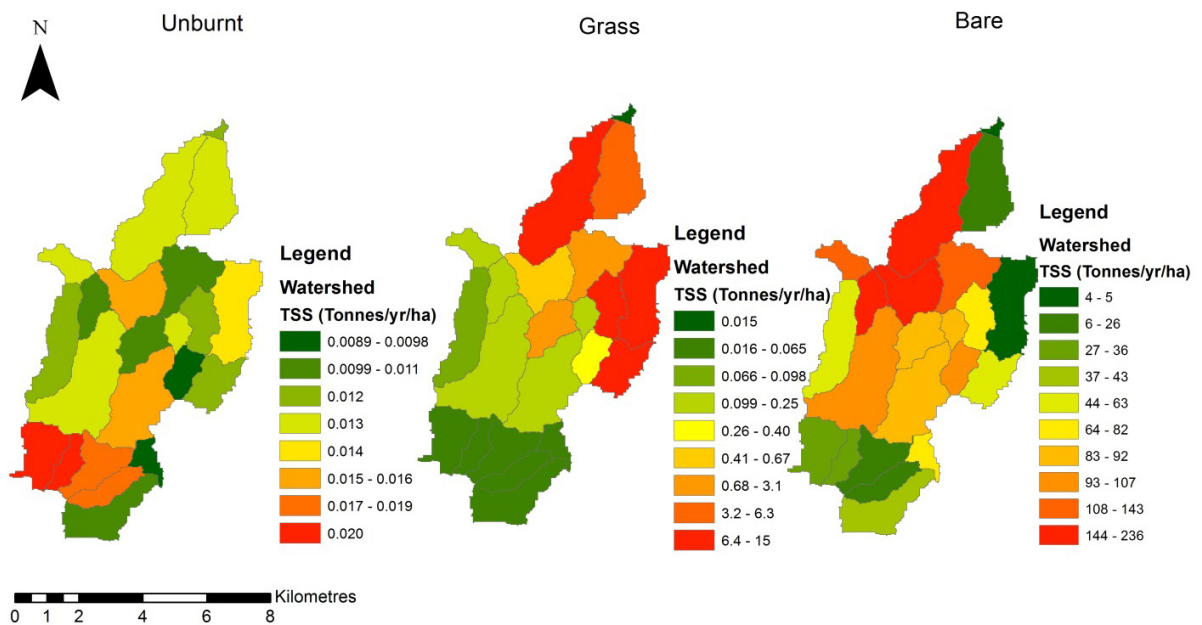 Unburnt
Grass
Bare
N
Legend
Watershed
TSS (Tonnes/yr/ha)
0.0089 - 0.0098
0.0099 - 0.011
0.012
0.013
0.014
0.015 - 0.016
0.017 - 0.019
0.020
Legend
Watershed
TSS (Tonnes/yr/ha)
0.015
0.016 - 0.065
0.066 - 0.098
0.099 - 0.25
0.26 - 0.40
0.41 - 0.67
0.68 - 3.1
3.2 - 6.3
6.4 - 15
Legend
Watershed
TSS (Tonnes/yr/ha)
4 - 5
6 - 26
27 - 36
37 - 43
44 - 63
64 - 82
83 - 92
93 - 107
108 - 143
144 - 236
Kilometres
0 1 2 4 6 8